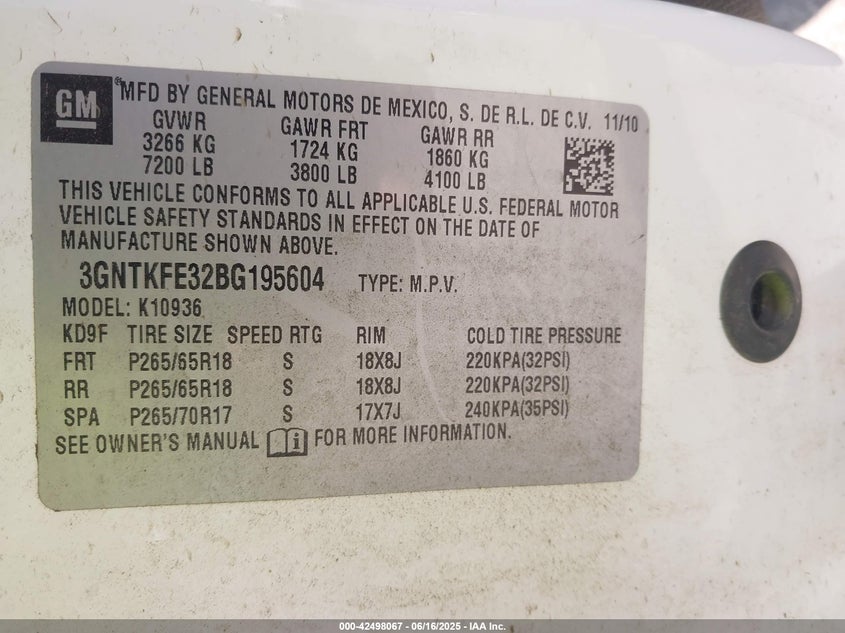 GM
® MFD BY GENERAL MOTORS DE MEXICO, S. DE R.L. DE C.V. 11/10
GVWR GAWR FRT GAWR RR
3266 KG 1724 KG 1860 KG
7200 LB 3800 LB 4100 LB
THIS VEHICLE CONFORMS TO ALL APPLICABLE U.S. FEDERAL MOTOR
VEHICLE SAFETY STANDARDS IN EFFECT ON THE DATE OF
MANUFACTURE SHOWN ABOVE.
3GNTKFE32BG195604 TYPE: M.P.V.
MODEL: K10936
KD9F TIRE SIZE SPEED RTG RIM COLD TIRE PRESSURE
FRT P265/65R18 S 18X8J 220KPA(32PSI)
RR P265/65R18 S 18X8J 220KPA(32PSI)
SPA P265/70R17 S 17X7J 240KPA(35PSI)
SEE OWNER'S MANUAL i FOR MORE INFORMATION.
000-42498067 - 06/16/2025 - IAA Inc.